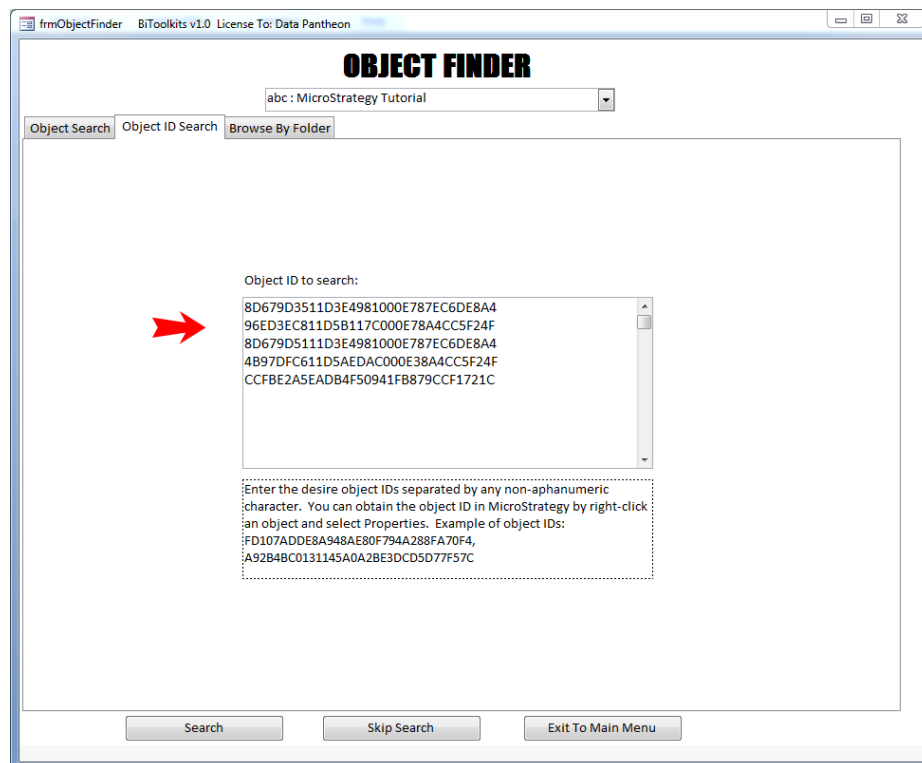 frmObjectFinder BiToolkits v1.0 License To: Data Pantheon
OBJECT FINDER
abc : MicroStrategy Tutorial
Object Search Object ID Search Browse By Folder
Object ID to search:
8D679D3511D3E4981000E787EC6DE8A4
96ED3EC811D5B117C000E78A4CC5F24F
8D679D5111D3E4981000E787EC6DE8A4
4B97DFC611D5AEDAC000E38A4CC5F24F
CCFBE2A5EADB4F50941FB879CCF1721C
Enter the desire object IDs separated by any non-aphanumeric
character. You can obtain the object ID in MicroStrategy by right-click
an object and select Properties. Example of object IDs:
FD107ADDE8A948AE80F794A288FA70F4,
A92B4BC0131145A0A2BE3DCD5D77F57C
Search Skip Search Exit To Main Menu